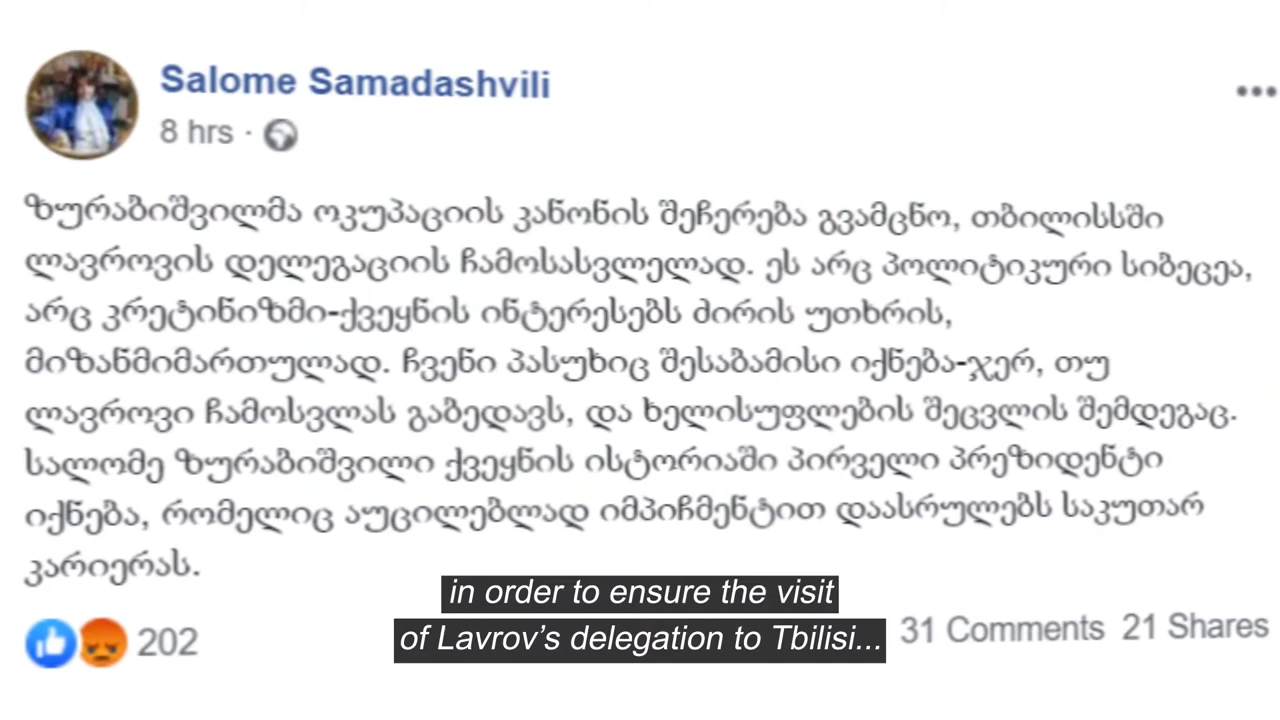 Salome Samadashvili
8 hrs ·
ზურაბიშვილმა ოკუპაციის კანონის შეჩერება გვამცნო, თბილისსში
ლავროვის დელეგაციის ჩამოსასვლელად. ეს არც პოლიტიკური სიბეცეა,
არც კრეტინიზმი-ქვეყნის ინტერესებს ძირის უთხრის,
მიზანმიმართულად. ჩვენი პასუხიც შესაბამისი იქნება-ჯერ, თუ
ლავროვი ჩამოსვლას გაბედავს, და ხელისუფლების შეცვლის შემდეგაც.
სალომე ზურაბიშვილი ქვეყნის ისტორიაში პირველი პრეზიდენტი
იქნება, რომელიც აუცილებლად იმპიჩმენტით დაასრულებს საკუთარ
კარიერას.
in order to ensure the visit
of Lavrov’s delegation to Tbilisi...
202
31 Comments 21 Shares